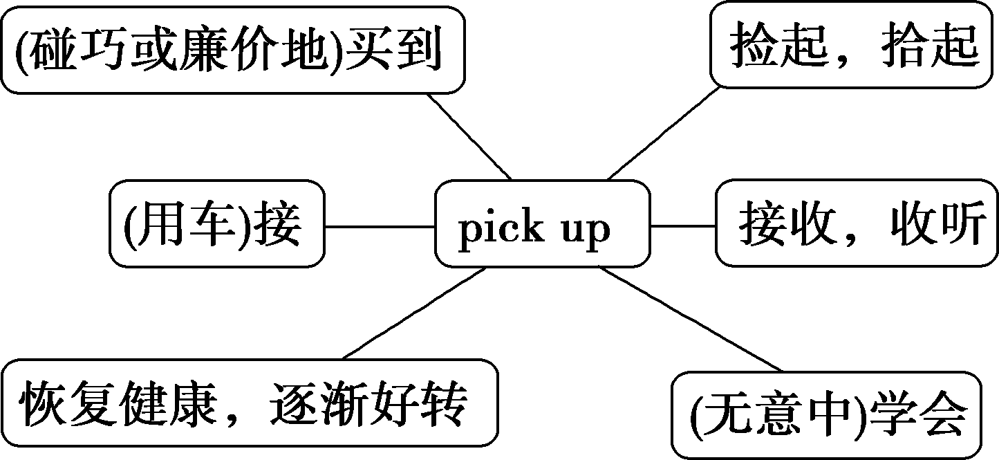 (碰巧或廉价地)买到
捡起，拾起
(用车)接
pick up
接收，收听
恢复健康，逐渐好转
(无意中)学会